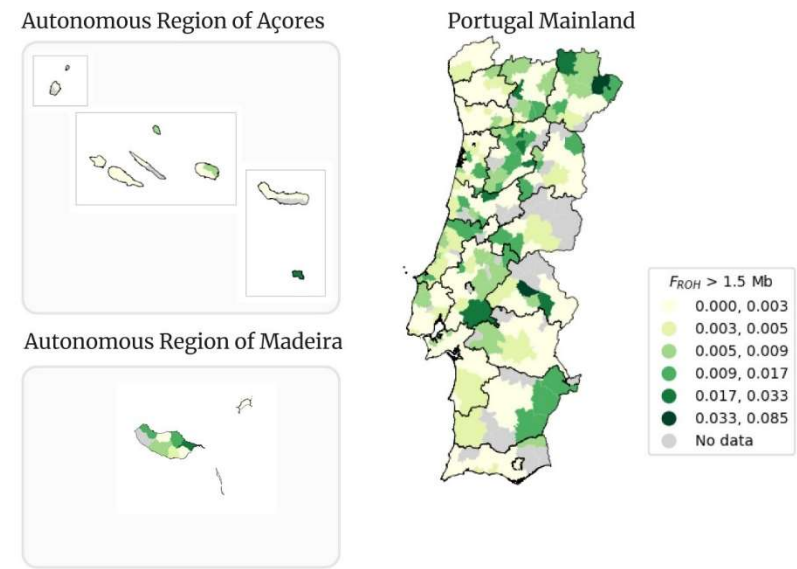 Autonomous Region of Açores
Portugal Mainland
Autonomous Region of Madeira
F_ROH > 1.5 Mb
0.000, 0.003
0.003, 0.005
0.005, 0.009
0.009, 0.017
0.017, 0.033
0.033, 0.085
No data